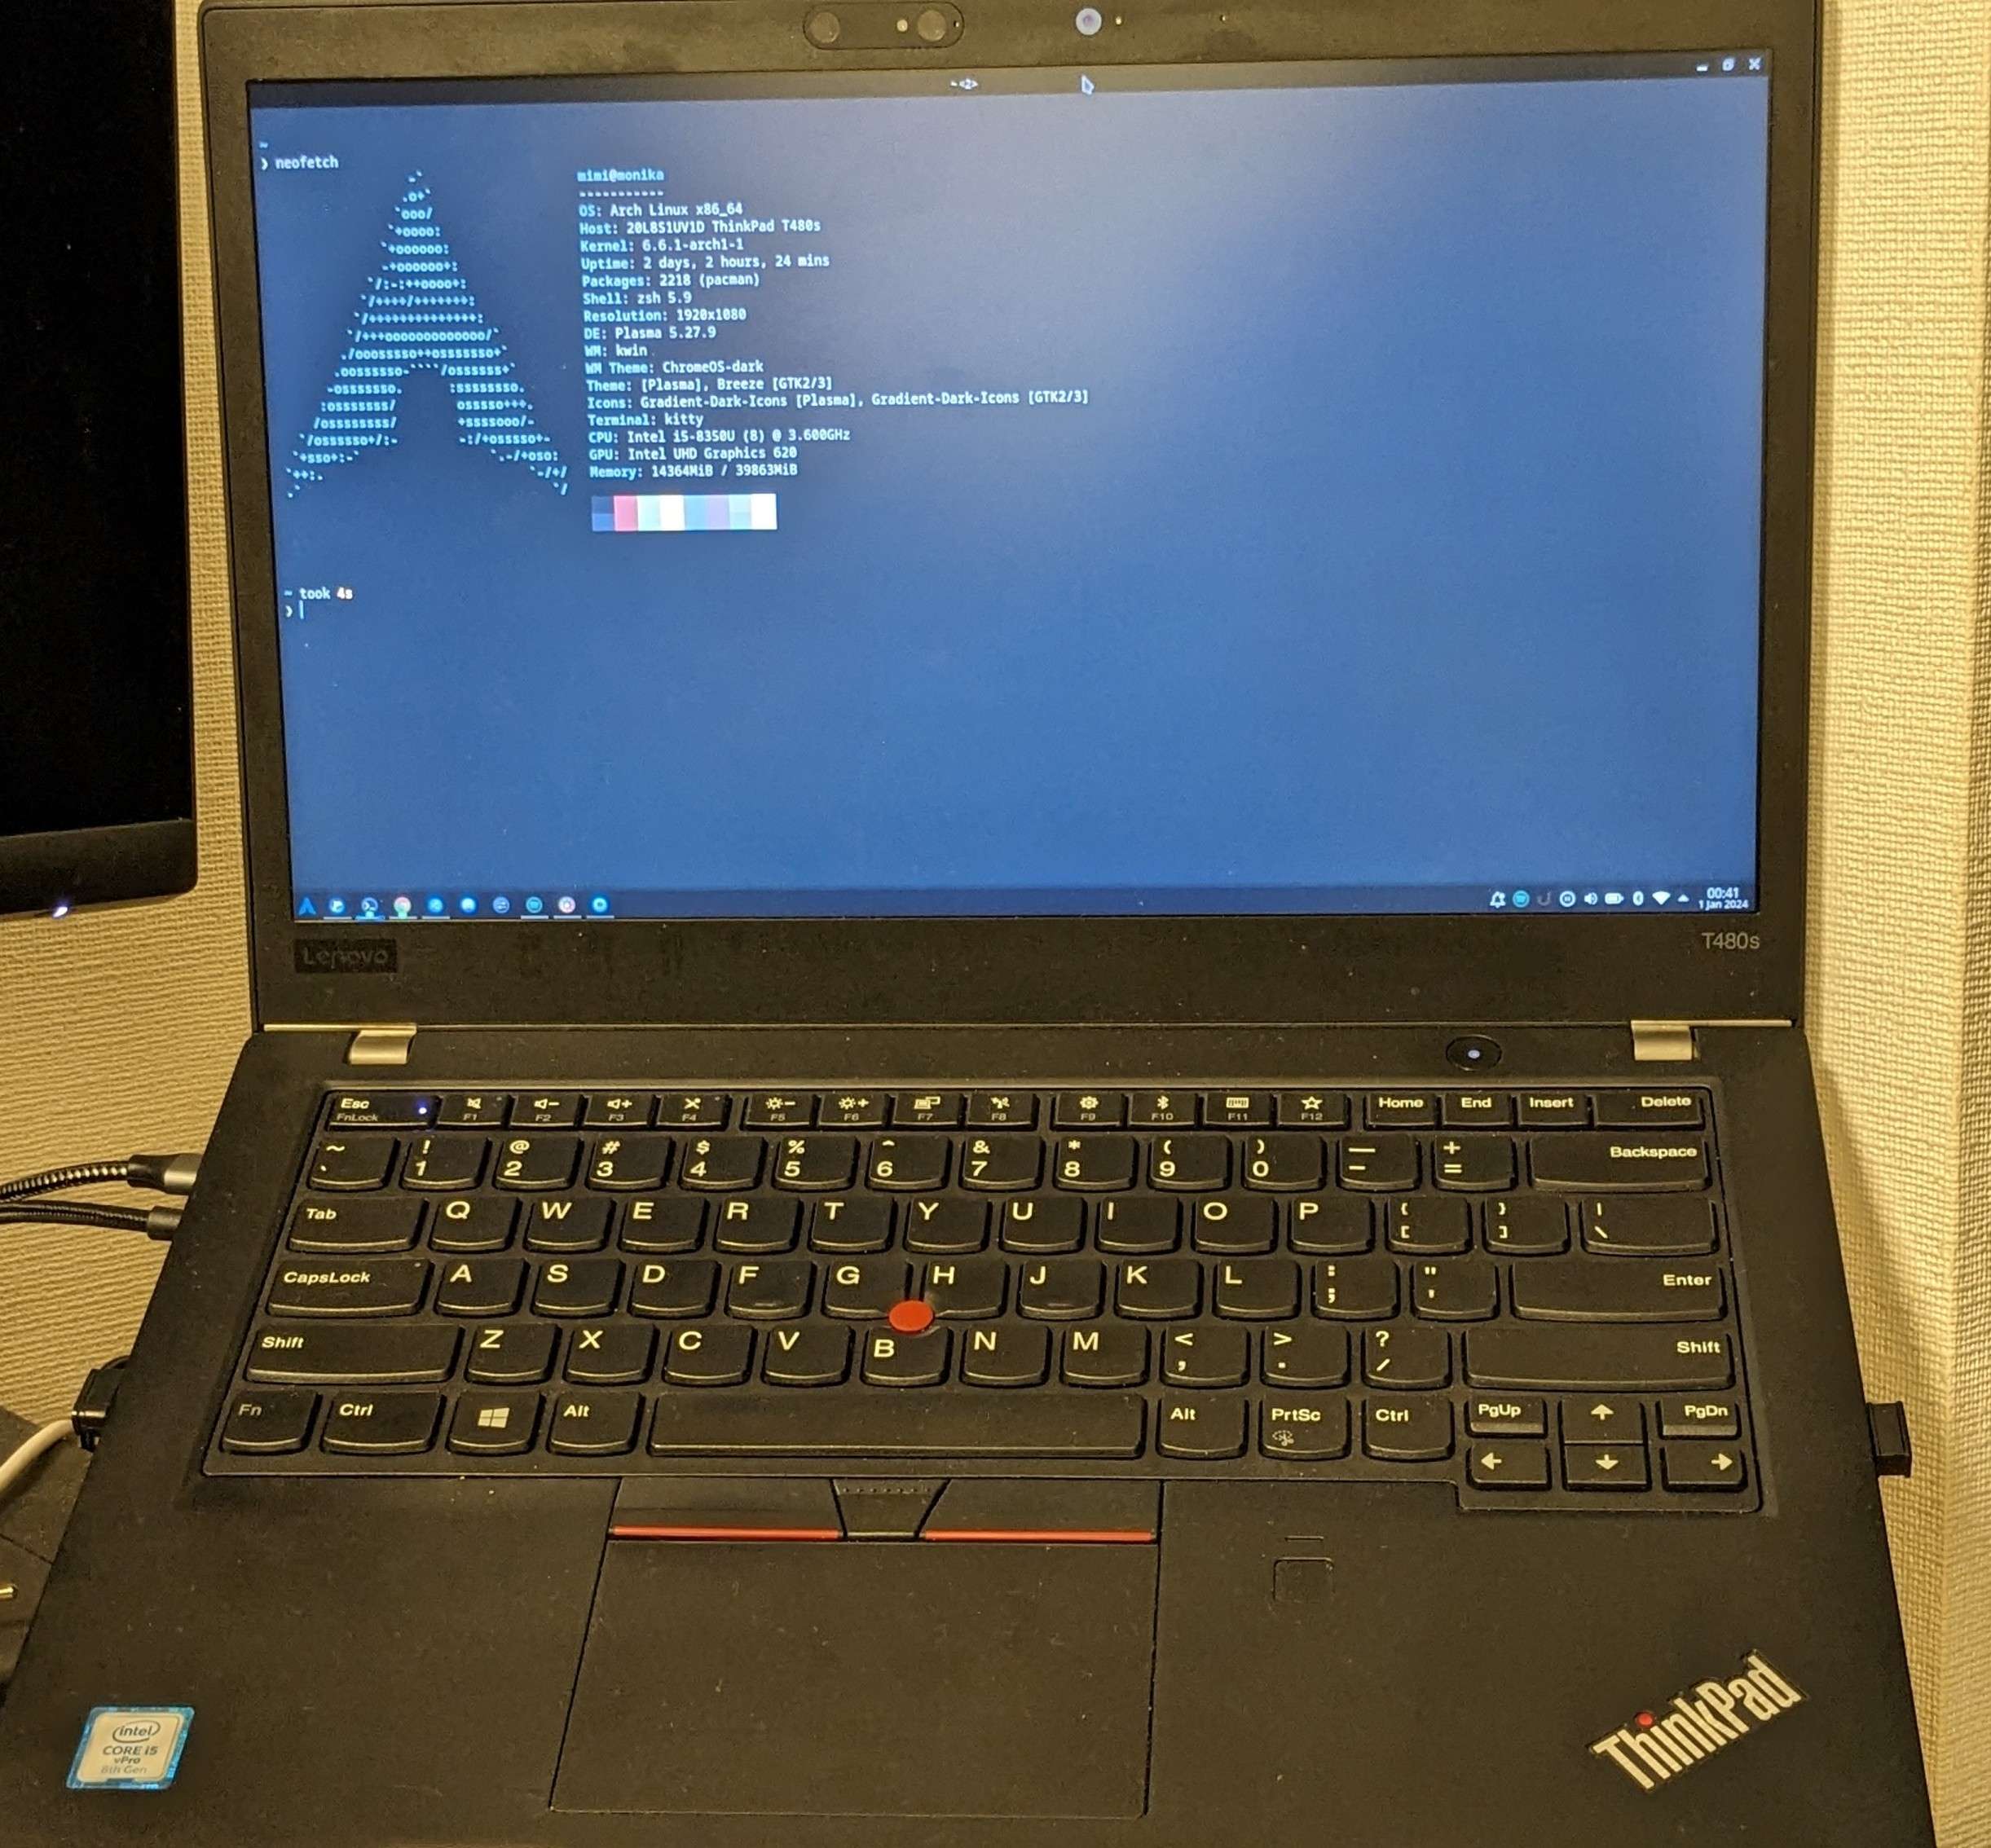 ~
❯ neofetch
mimi@monika
-----------
OS: Arch Linux x86_64
Host: 20L8S1UV1D ThinkPad T480s
Kernel: 6.6.1-arch1-1
Uptime: 2 days, 2 hours, 24 mins
Packages: 2218 (pacman)
Shell: zsh 5.9
Resolution: 1920x1080
DE: Plasma 5.27.9
WM: kwin
WM Theme: ChromeOS-dark
Theme: [Plasma], Breeze [GTK2/3]
Icons: Gradient-Dark-Icons [Plasma], Gradient-Dark-Icons [GTK2/3]
Terminal: kitty
CPU: Intel i5-8350U (8) @ 3.600GHz
GPU: Intel UHD Graphics 620
Memory: 14364MiB / 39863MiB
~ took 4s
❯
00:41
1 Jan 2024
Lenovo
T480s
Esc F1 F2 F3 F4 F5 F6 F7 F8 F9 F10 F11 F12 Home End Insert Delete
FnLock
~ ! @ # $ % ^ & * ( ) — + Backspace
` 1 2 3 4 5 6 7 8 9 0 - =
Tab Q W E R T Y U I O P { } |
[ ] \
CapsLock A S D F G H J K L : " Enter
; '
Shift Z X C V B N M < > ? Shift
, . /
Fn Ctrl Alt Alt PrtSc Ctrl PgUp ↑ PgDn
← ↓ →
intel
CORE i5
vPro
8th Gen
ThinkPad